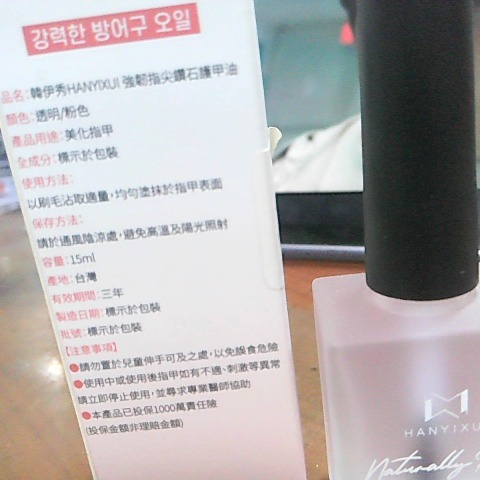 강력한 방어구 오일
品名:韓伊秀HANYIXUI 強韌指尖鑽石護甲油
顏色:透明/粉色
產品用途:美化指甲
全成分:標示於包裝
使用方法:
以刷毛沾取適量,均勻塗抹於指甲表面
保存方法:
請於通風陰涼處,避免高溫及陽光照射
容量:15ml
產地:台灣
有效期間:三年
製造日期:標示於包裝
批號:標示於包裝
【注意事項】
●請勿置於兒童伸手可及之處,以免誤食危險
●使用中或使用後指甲如有不適、刺激等異常
請立即停止使用,並尋求專業醫師協助
●本產品已投保1000萬責任險
(投保金額非理賠金額)
HANYIXUI
Naturally